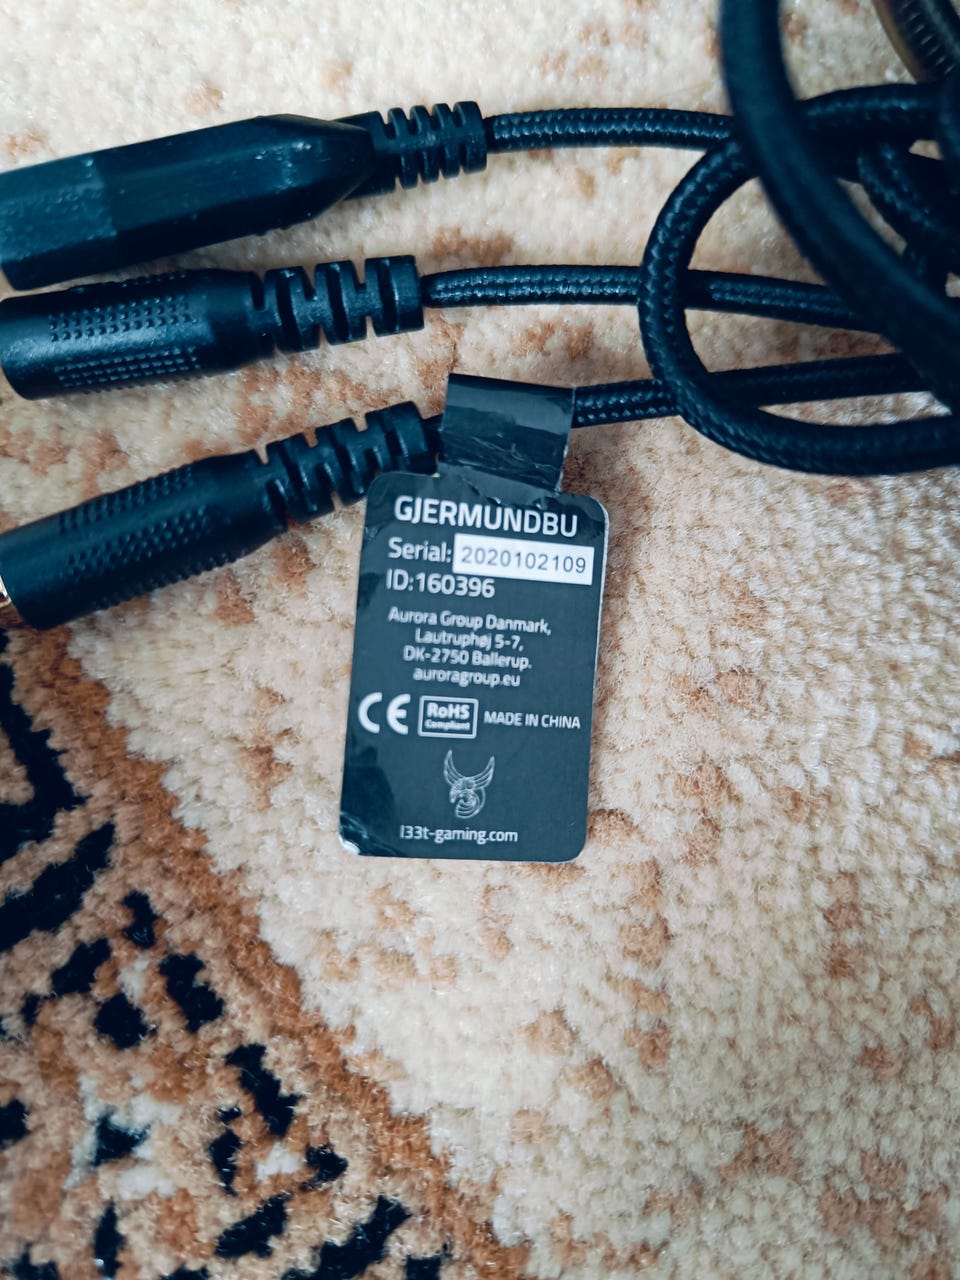 GJERMUNDBU
Serial: 2020102109
ID:160396
Aurora Group Danmark,
Lautruphøj 5-7,
DK-2750 Ballerup.
auroragroup.eu
CE RoHS Compliant MADE IN CHINA
l33t-gaming.com